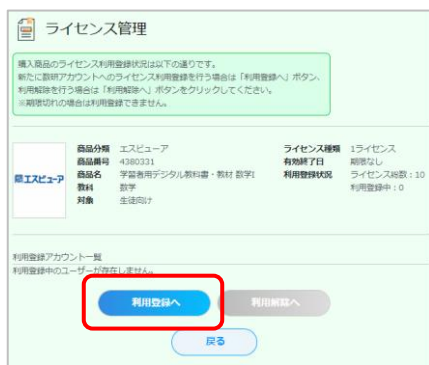 ライセンス管理
購入商品のライセンス利用登録状況は以下の通りです。
新たに数研アカウントへのライセンス利用登録を行う場合は「利用登録へ」ボタン、
利用解除を行う場合は「利用解除へ」ボタンをクリックしてください。
※期限切れの場合は利用登録できません。
エスビューア
商品分類 エスビューア
商品番号 4380331
商品名 学習者用デジタル教科書・教材 数学I
教科 数学
対象 生徒向け
ライセンス種類 1ライセンス
有効終了日 期限なし
利用登録状況 ライセンス総数：10
利用登録中：0
利用登録アカウント一覧
利用登録中のユーザーが存在しません。
利用登録へ
利用解除へ
戻る